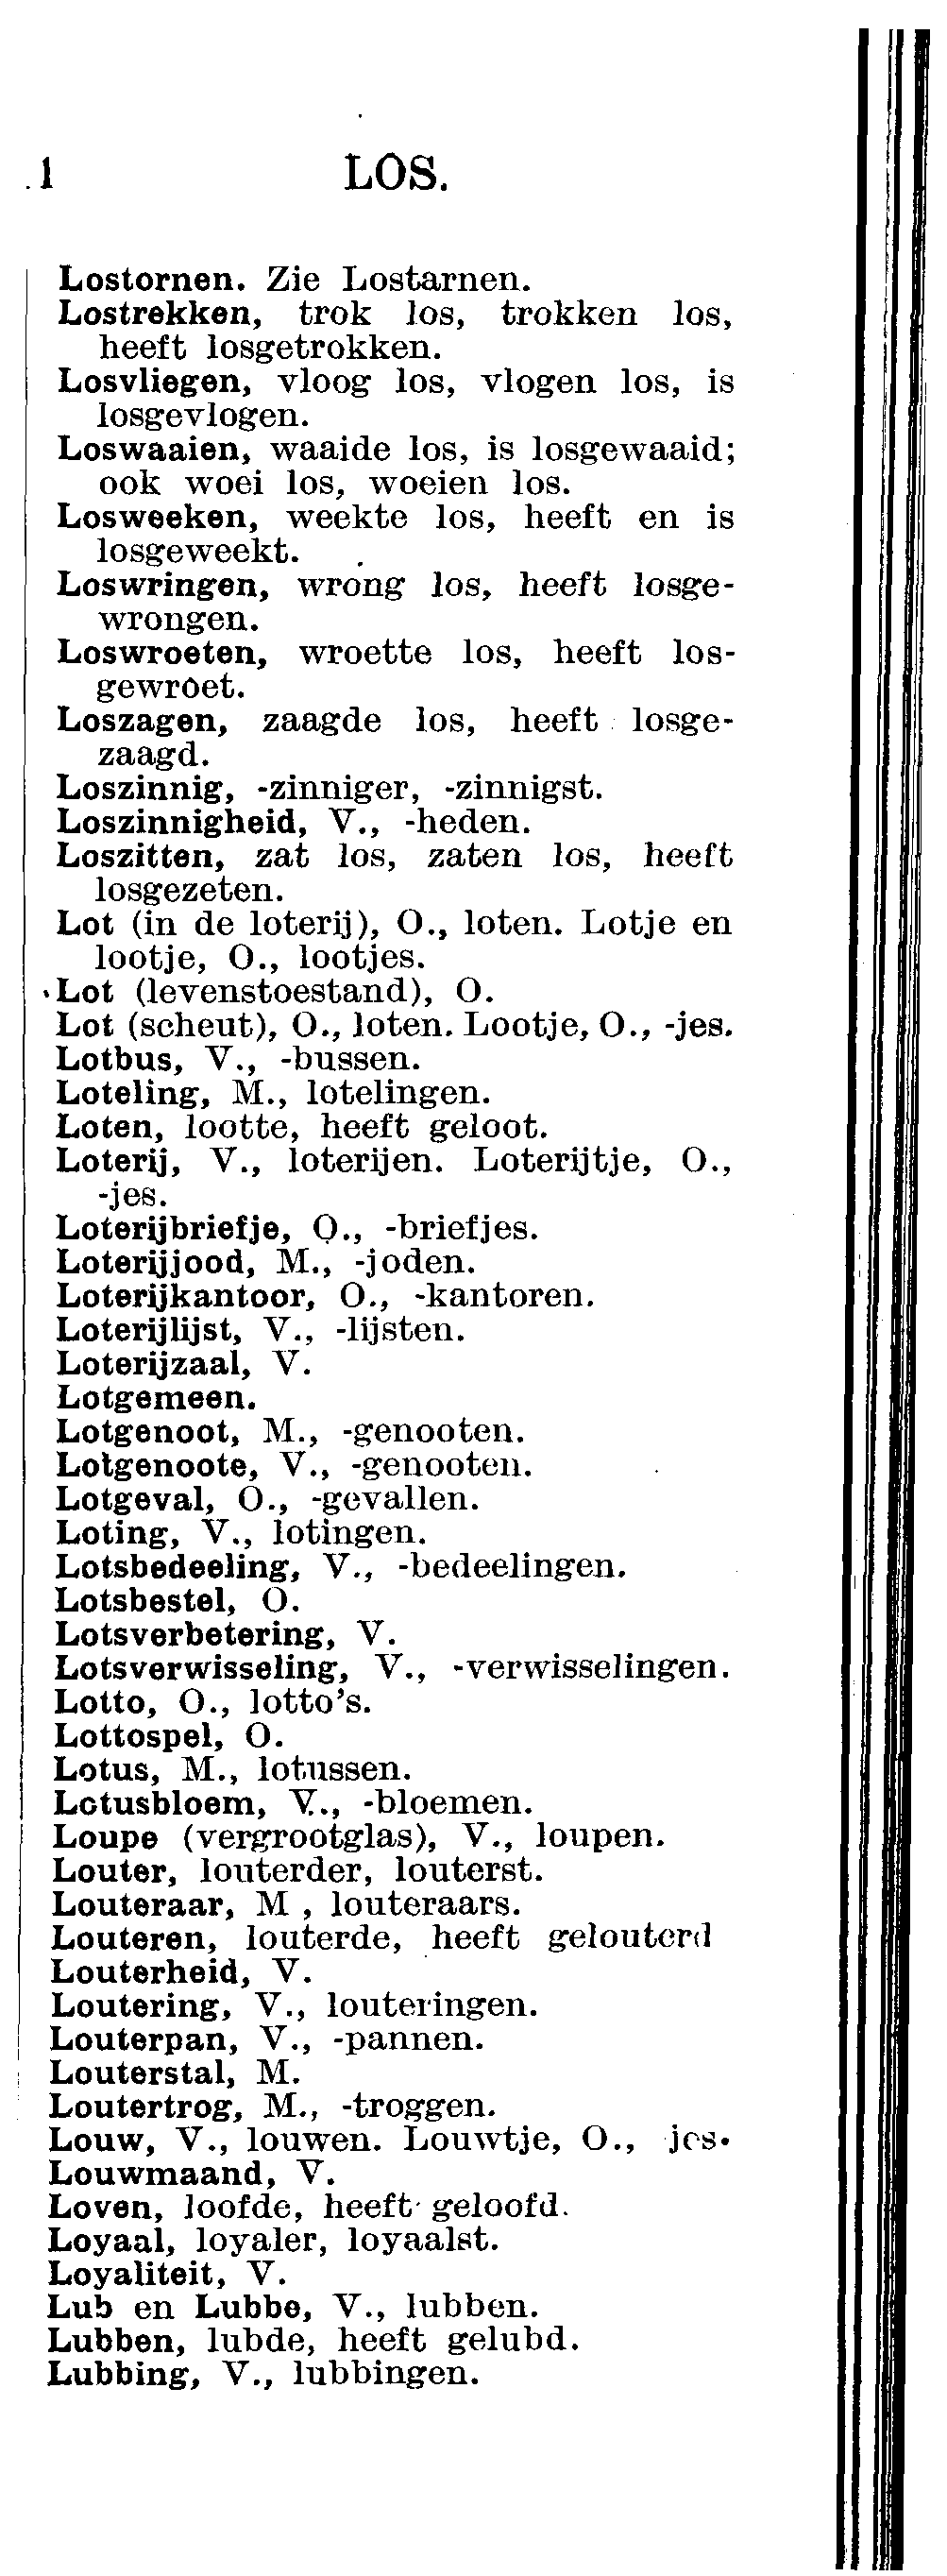 .1 LOS.
Lostornen. Zie Lostarnen.
Lostrekken, trok los, trokken los,
heeft losgetrokken.
Losvliegen, vloog los, vlogen los, is
losgevlogen.
Loswaaien, waaide los, is losgewaaid;
ook woei los, woeien los.
Losweeken, weekte los, heeft en is
losgeweekt.
Loswringen, wrong los, heeft losge-
wrongen.
Loswroeten, wroette los, heeft los-
gewroet.
Loszagen, zaagde los, heeft losge-
zaagd.
Loszinnig, -zinniger, -zinnigst.
Loszinnigheid, V., -heden.
Loszitten, zat los, zaten los, heeft
losgezeten.
Lot (in de loterij), O., loten. Lotje en
lootje, O., lootjes.
Lot (levenstoestand), O.
Lot (scheut), O., loten. Lootje, O., -jes.
Lotbus, V., -bussen.
Loteling, M., lotelingen.
Loten, lootte, heeft geloot.
Loterij, V., loterijen. Loterijtje, O.,
-jes.
Loterijbriefje, O., -briefjes.
Loterijjood, M., -joden.
Loterijkantoor, O., -kantoren.
Loterijlijst, V., -lijsten.
Loterijzaal, V.
Lotgemeen.
Lotgenoot, M., -genooten.
Lotgenoote, V., -genooten.
Lotgeval, O., -gevallen.
Loting, V., lotingen.
Lotsbedeeling, V., -bedeelingen.
Lotsbestel, O.
Lotsverbetering, V.
Lotsverwisseling, V., -verwisselingen.
Lotto, O., lotto's.
Lottospel, O.
Lotus, M., lotussen.
Lotusbloem, V., -bloemen.
Loupe (vergrootglas), V., loupen.
Louter, louterder, louterst.
Louteraar, M , louteraars.
Louteren, louterde, heeft gelouterd
Louterheid, V.
Loutering, V., louteringen.
Louterpan, V., -pannen.
Louterstal, M.
Loutertrog, M., -troggen.
Louw, V., louwen. Louwtje, O., -jes.
Louwmaand, V.
Loven, loofde, heeft geloofd.
Loyaal, loyaler, loyaalst.
Loyaliteit, V.
Lub en Lubbe, V., lubben.
Lubben, lubde, heeft gelubd.
Lubbing, V., lubbingen.